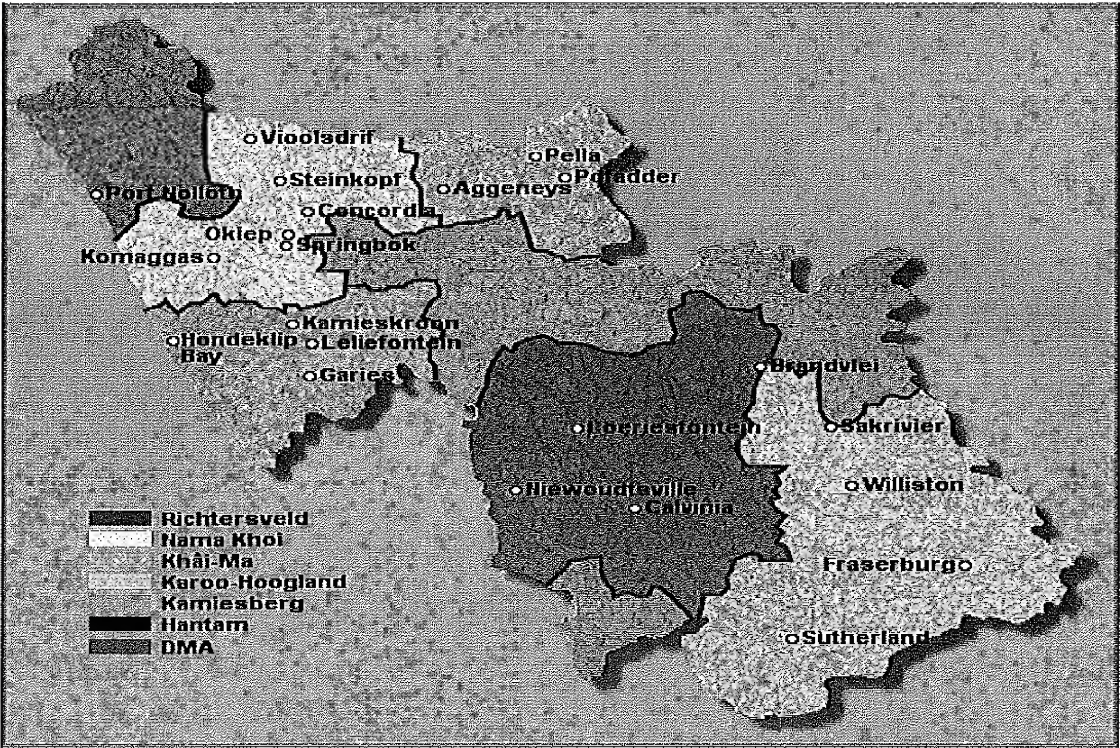 Vioolsdrif
Pella
Pofadder
Steinkopf
Aggeneys
Port Nolloth
Concordia
Okiep
Springbok
Komaggas
Kamieskroon
Hondeklip
Bay
Leliefontein
Garies
Brandvlei
Loeriesfontein
Sakrivier
Niewoudtsville
Williston
Calvinia
Fraserburg
Sutherland
Richtersveld
Nama Khoi
Khâi-Ma
Karoo-Hoogland
Kamiesberg
Hantam
DMA